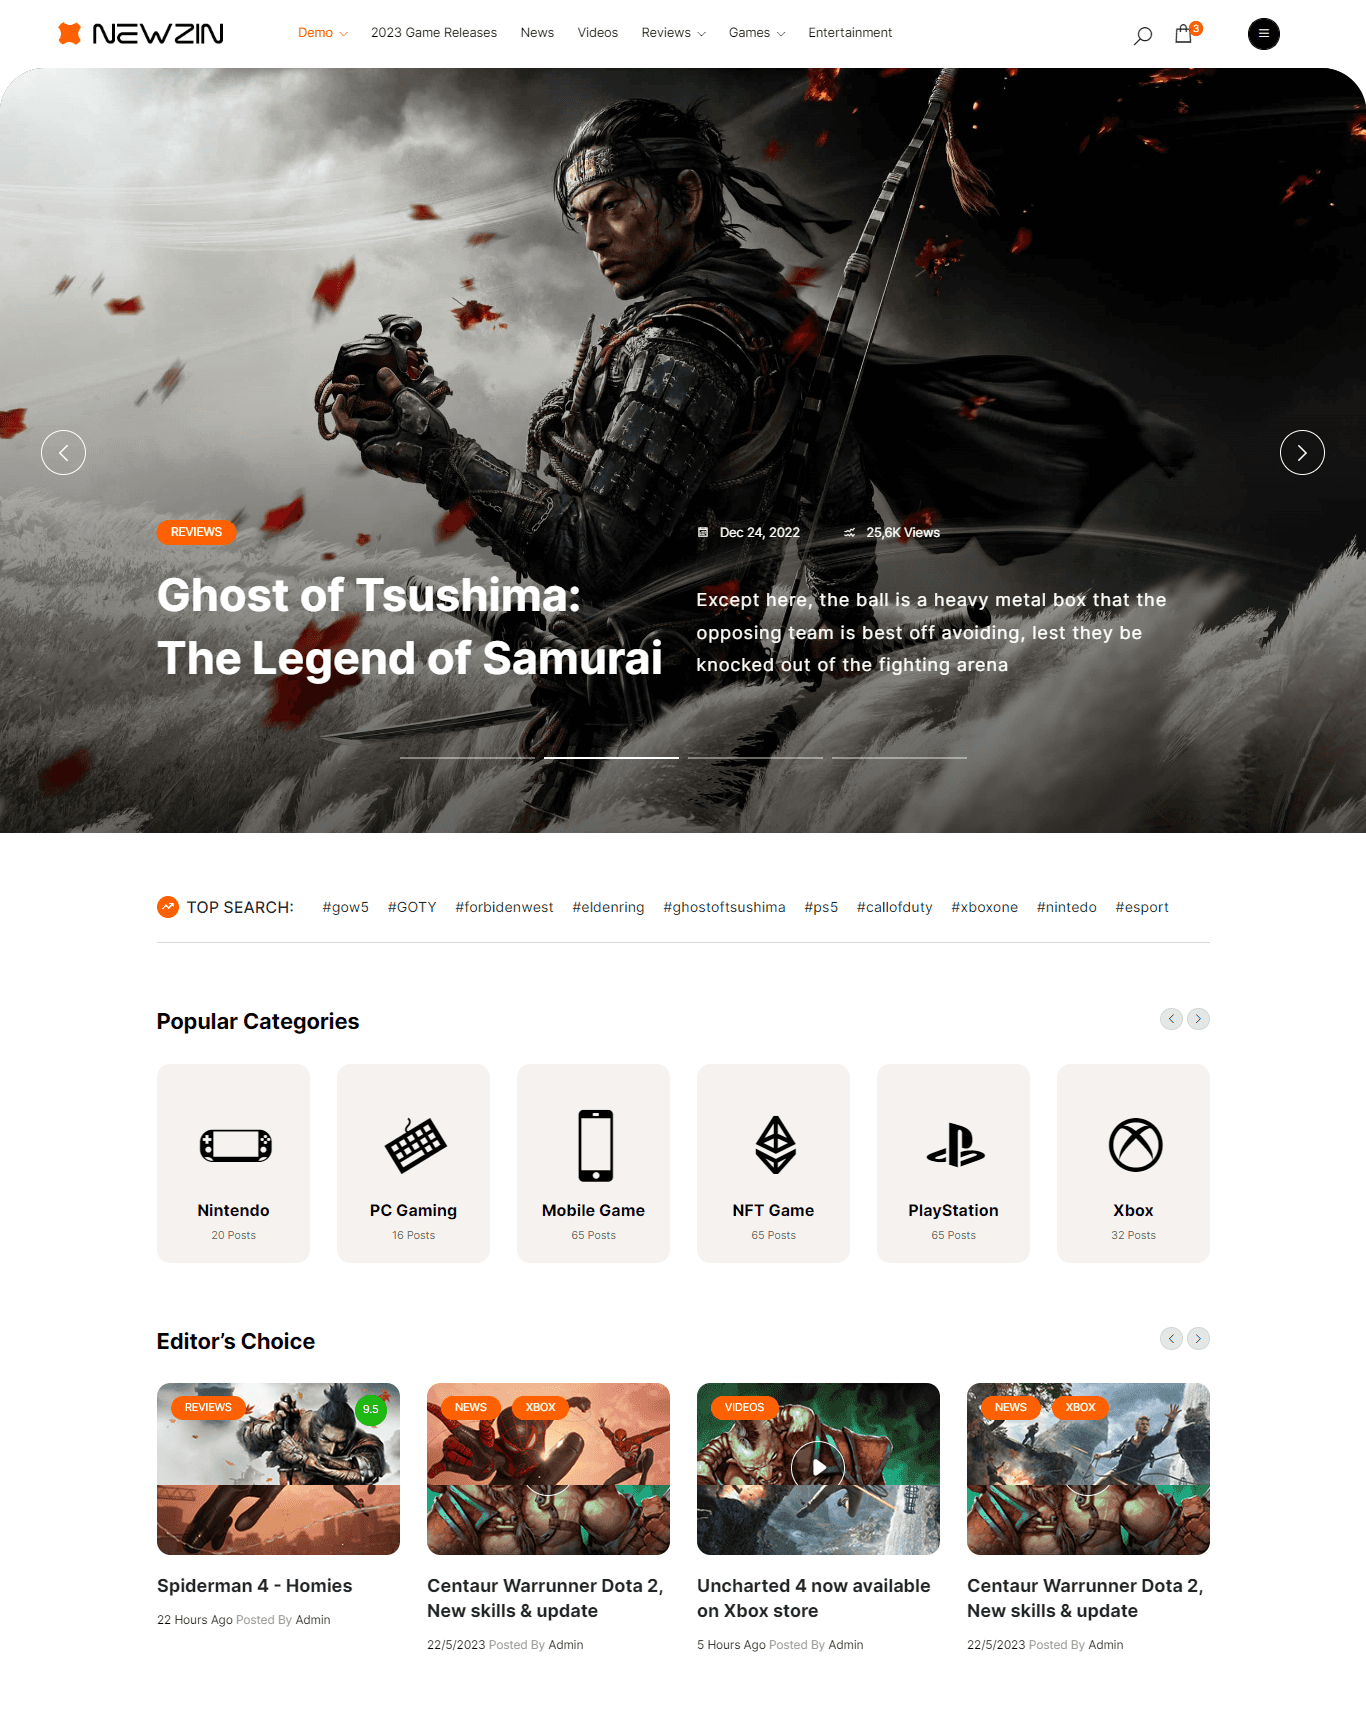 NEWZIN
Demo 2023 Game Releases News Videos Reviews Games Entertainment
3
REVIEWS
Dec 24, 2022 25,6K Views
Ghost of Tsushima:
The Legend of Samurai
Except here, the ball is a heavy metal box that the
opposing team is best off avoiding, lest they be
knocked out of the fighting arena
TOP SEARCH: #gow5 #GOTY #forbidenwest #eldenring #ghostoftsushima #ps5 #callofduty #xboxone #nintedo #esport
Popular Categories
Nintendo
20 Posts
PC Gaming
16 Posts
Mobile Game
65 Posts
NFT Game
65 Posts
PlayStation
65 Posts
Xbox
32 Posts
Editor’s Choice
REVIEWS
9.5
Spiderman 4 - Homies
22 Hours Ago Posted By Admin
NEWS XBOX
Centaur Warrunner Dota 2,
New skills & update
22/5/2023 Posted By Admin
VIDEOS
Uncharted 4 now available
on Xbox store
5 Hours Ago Posted By Admin
NEWS XBOX
Centaur Warrunner Dota 2,
New skills & update
22/5/2023 Posted By Admin